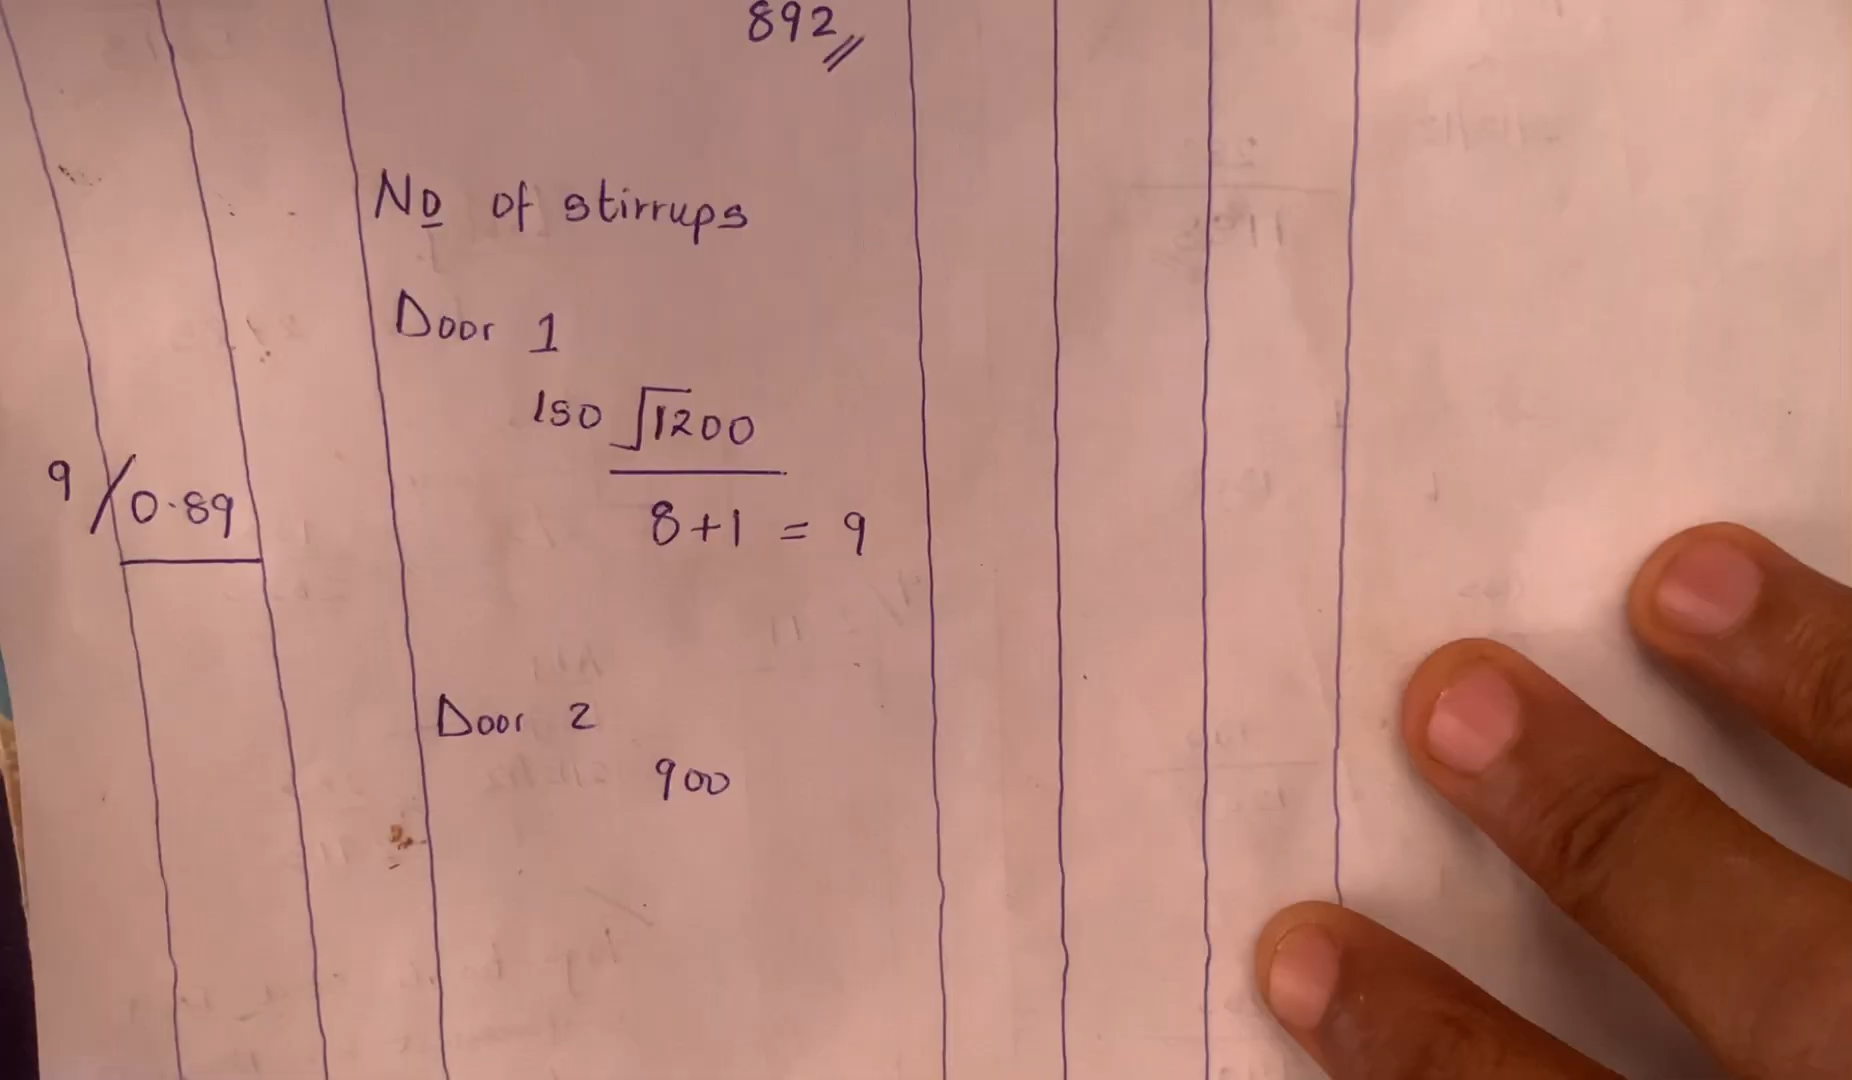 892
No of stirrups
Door 1
150 √1200
9/0.89
8+1 = 9
Door 2
900